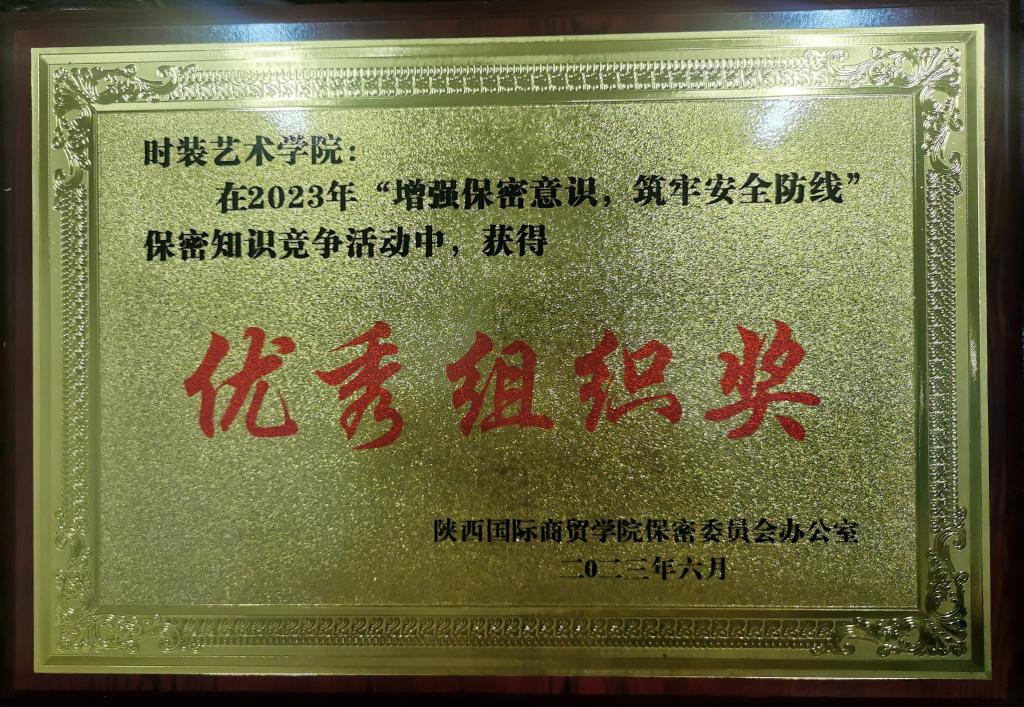 时装艺术学院：
在2023年“增强保密意识，筑牢安全防线”
保密知识竞争活动中，获得
优秀组织奖
陕西国际商贸学院保密委员会办公室
二0二三年六月